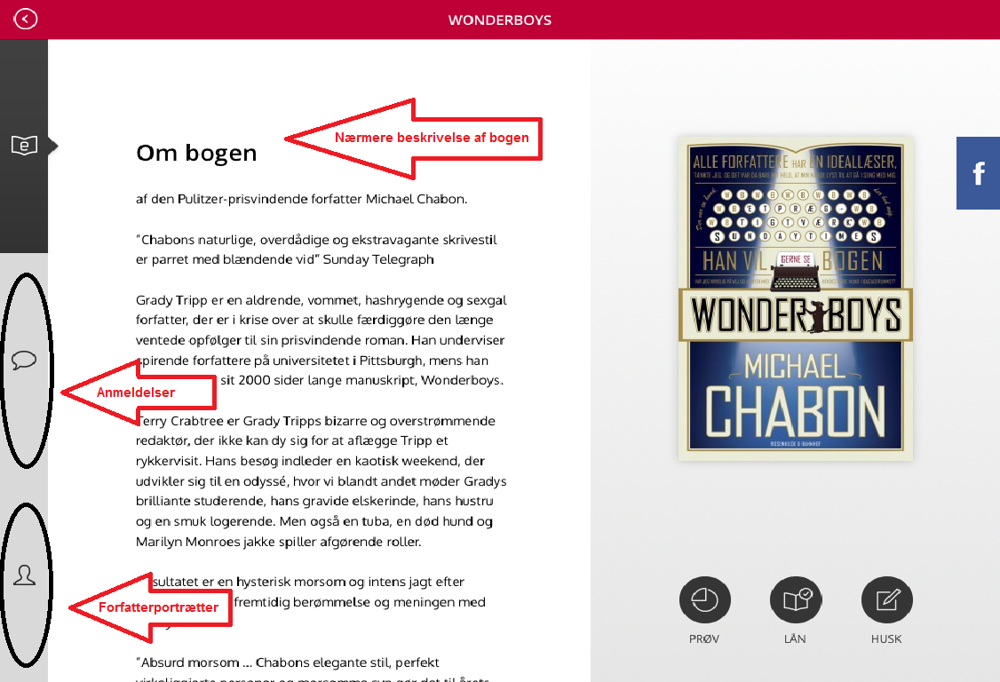 WONDERBOYS
Nærmere beskrivelse af bogen
Om bogen
af den Pulitzer-prisvindende forfatter Michael Chabon.
”Chabons naturlige, overdådige og ekstravagante skrivestil
er parret med blændende vid” Sunday Telegraph
Grady Tripp er en aldrende, vommet, hashrygende og sexgal
forfatter, der er i krise over at skulle færdiggøre den længe
ventede opfølger til sin prisvindende roman. Han underviser
spirende forfattere på universitetet i Pittsburgh, mens han
sit 2000 sider lange manuskript, Wonderboys.
Anmeldelser
Terry Crabtree er Grady Tripps bizarre og overstrømmende
redaktør, der ikke kan dy sig for at aflægge Tripp et
rykkervisit. Hans besøg indleder en kaotisk weekend, der
udvikler sig til en odyssé, hvor vi blandt andet møder Gradys
brilliante studerende, hans gravide elskerinde, hans hustru
og en smuk logerende. Men også en tuba, en død hund og
Marilyn Monroes jakke spiller afgørende roller.
sultatet er en hysterisk morsom og intens jagt efter
fremtidig berømmelse og meningen med
Forfatterportrætter
”Absurd morsom ... Chabons elegante stil, perfekt
e
f
ALLE FORFATTERE HAR EN IDEALLÆSER,
BWBWBWBWB
WB ET PRÆG- WB
WBTIGTVÆRK WB
SUNDAYTIMES
HAN VIL GERNE SE BOGEN
WONDERBOYS
MICHAEL
CHABON
ROSENKILDE & BAHNHOF
PRØV
LÅN
HUSK